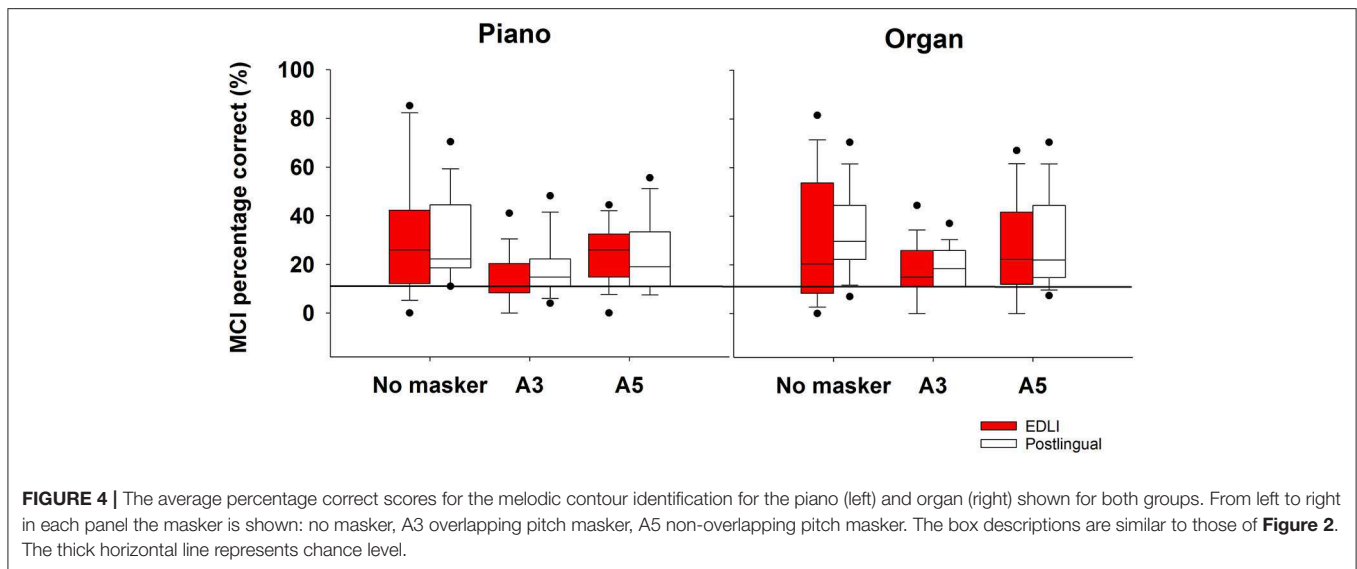 Piano
Organ
MCI percentage correct (%)
100
80
60
40
20
0
No masker A3 A5
No masker A3 A5
EDLI
Postlingual
FIGURE 4 | The average percentage correct scores for the melodic contour identification for the piano (left) and organ (right) shown for both groups. From left to right
in each panel the masker is shown: no masker, A3 overlapping pitch masker, A5 non-overlapping pitch masker. The box descriptions are similar to those of Figure 2.
The thick horizontal line represents chance level.